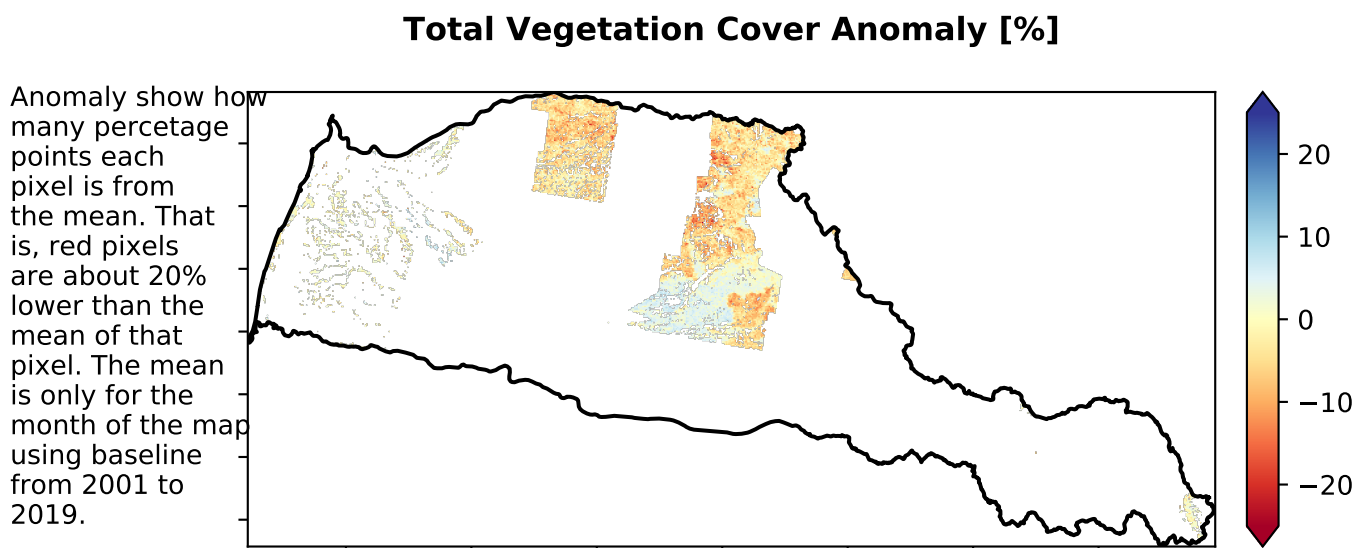 Total Vegetation Cover Anomaly [%]
Anomaly show how
many percetage
points each
pixel is from
the mean. That
is, red pixels
are about 20%
lower than the
mean of that
pixel. The mean
is only for the
month of the map
using baseline
from 2001 to
2019.
20
10
0
−10
−20